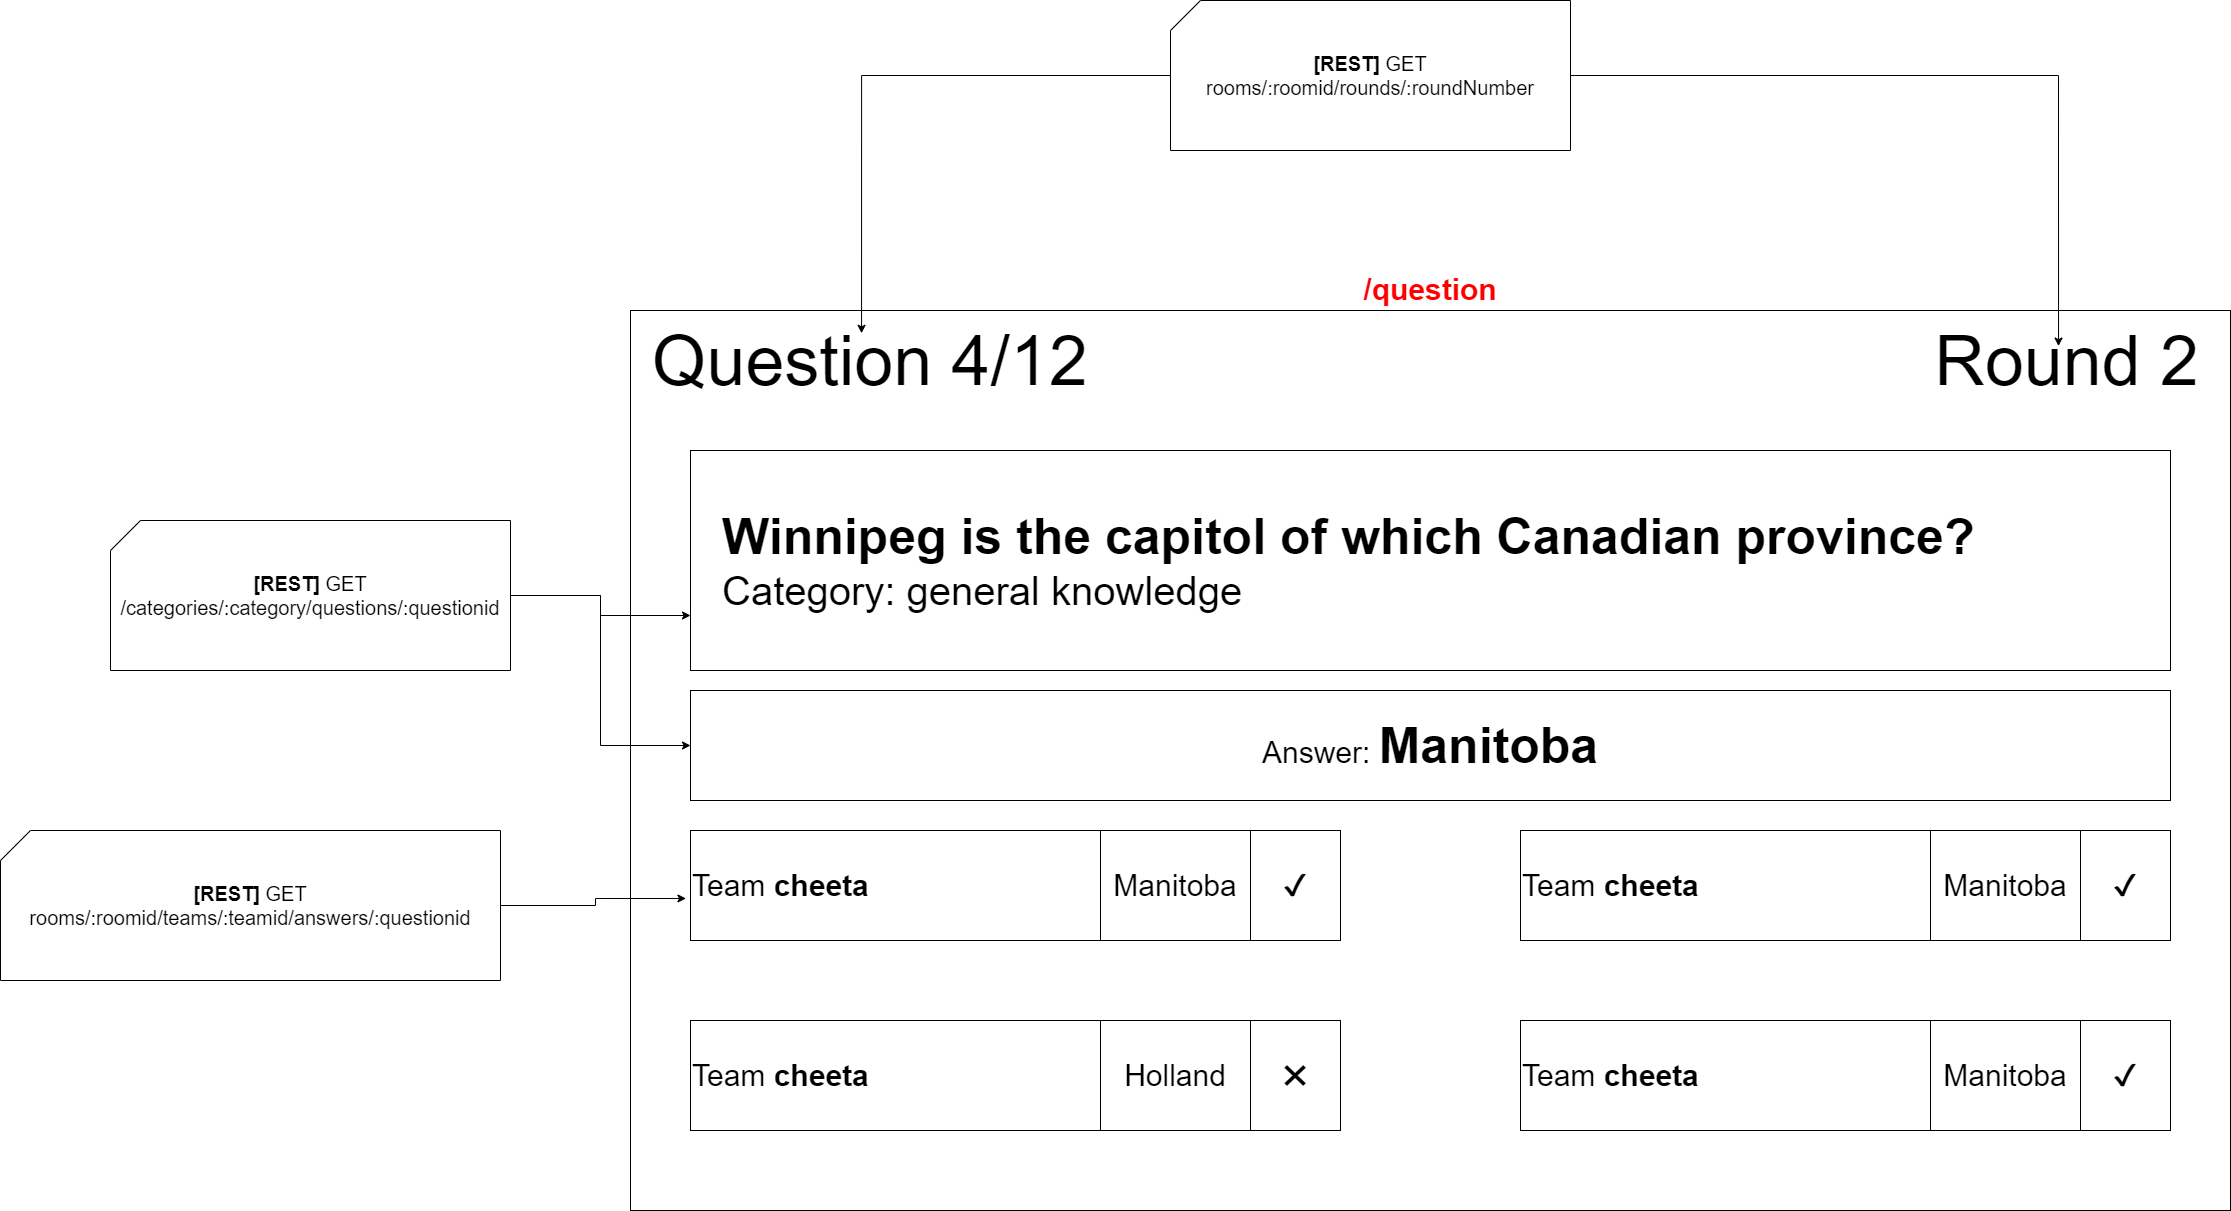 [REST] GET
rooms/:roomid/rounds/:roundNumber
/question
Question 4/12
Round 2
[REST] GET
/categories/:category/questions/:questionid
Winnipeg is the capitol of which Canadian province?
Category: general knowledge
Answer: Manitoba
[REST] GET
rooms/:roomid/teams/:teamid/answers/:questionid
Team cheeta
Manitoba
✓
Team cheeta
Manitoba
✓
Team cheeta
Holland
✕
Team cheeta
Manitoba
✓